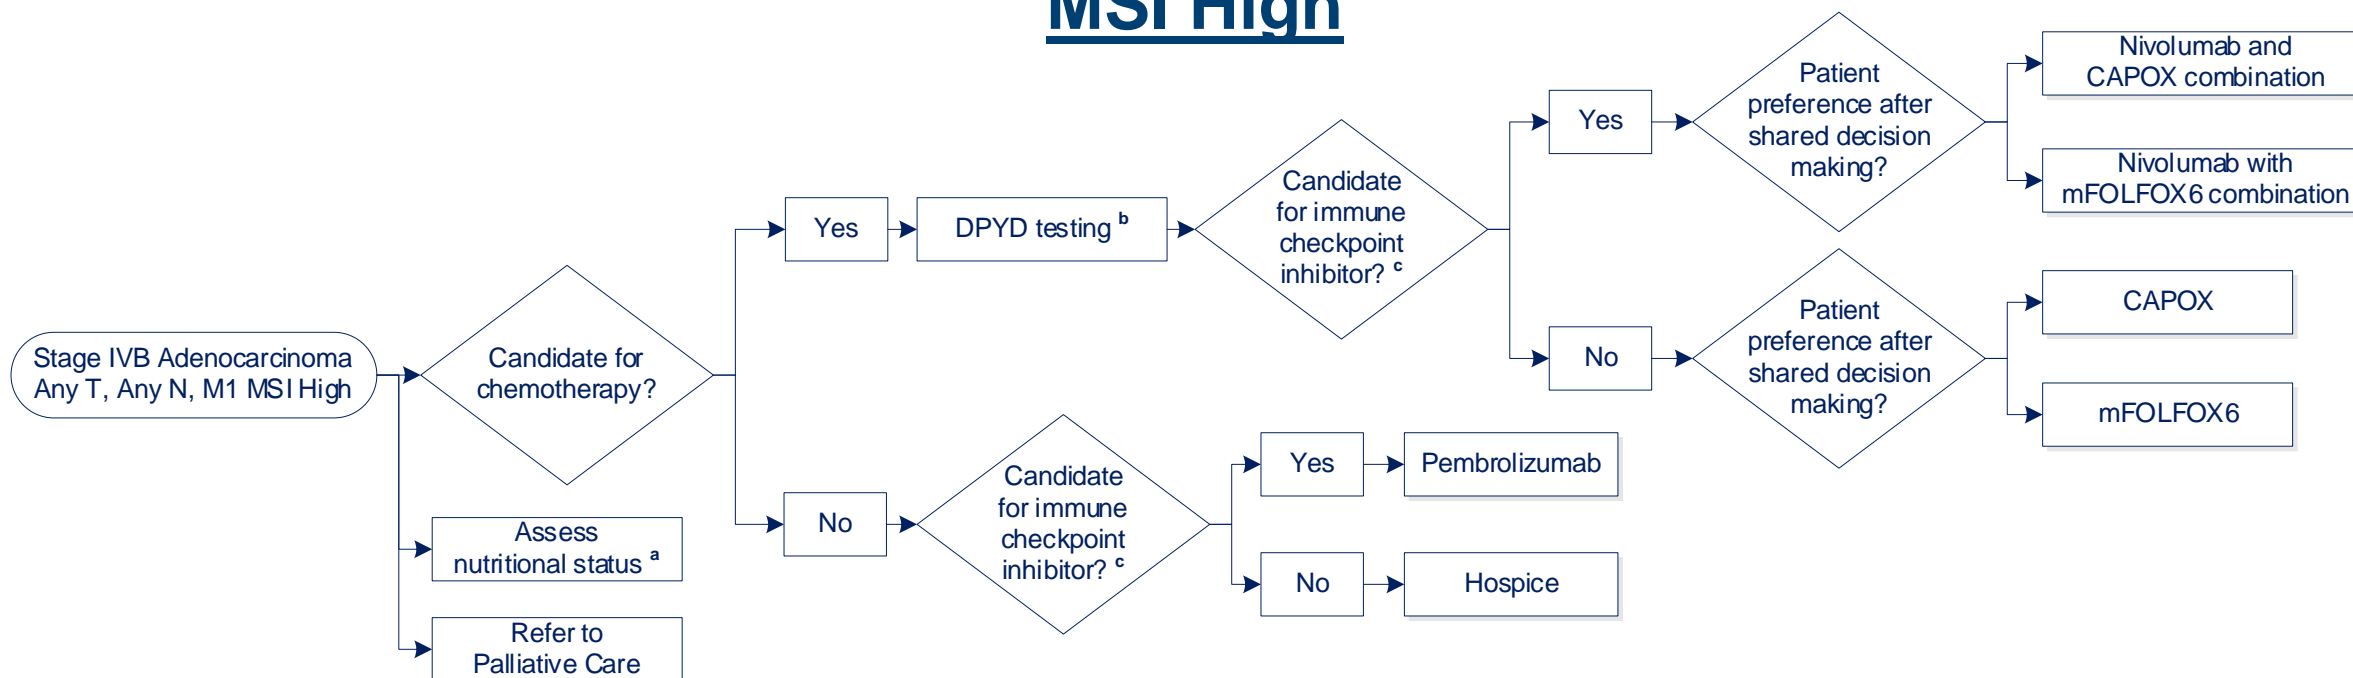 MSI High
Stage IVB Adenocarcinoma
Any T, Any N, M1 MSI High
Candidate for
chemotherapy?
Assess
nutritional status a
Refer to
Palliative Care
Yes
DPYD testing b
Candidate
for immune
checkpoint
inhibitor? c
Yes
Patient
preference after
shared decision
making?
Nivolumab and
CAPOX combination
Nivolumab with
mFOLFOX6 combination
No
Patient
preference after
shared decision
making?
CAPOX
mFOLFOX6
No
Candidate
for immune
checkpoint
inhibitor? c
Yes
Pembrolizumab
No
Hospice